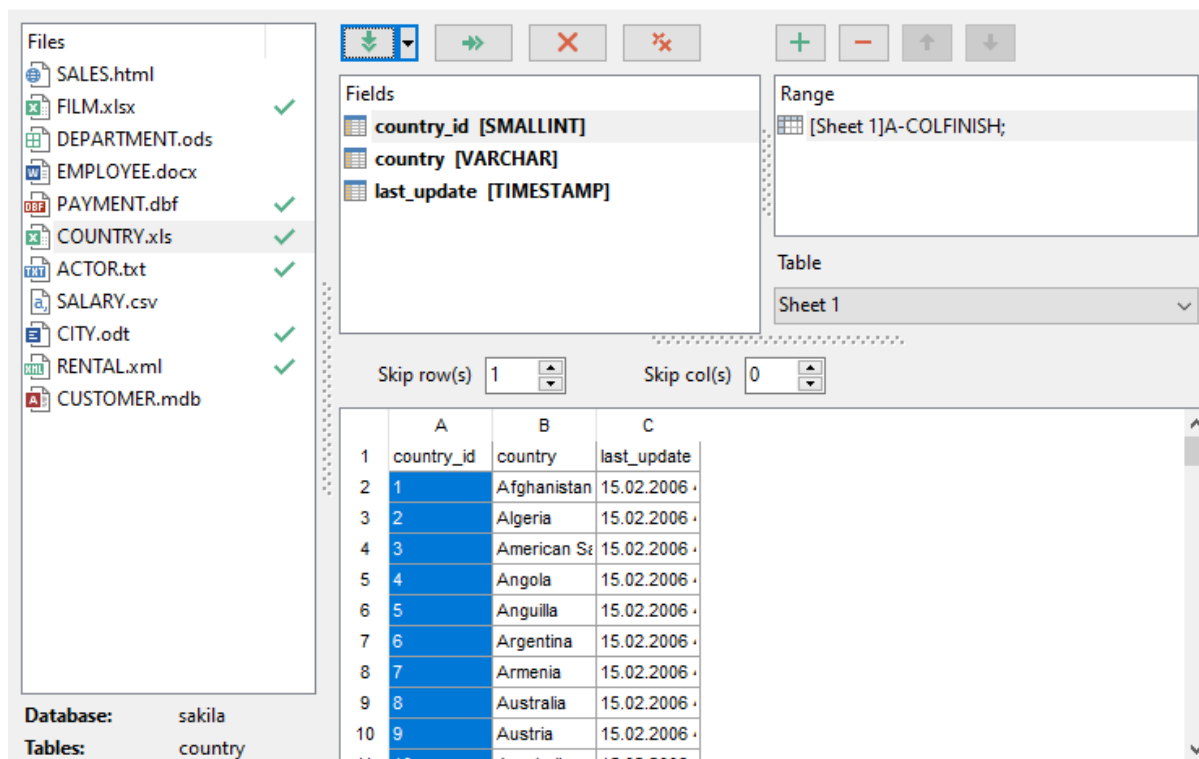 Files
SALES.html
FILM.xlsx
DEPARTMENT.ods
EMPLOYEE.docx
PAYMENT.dbf
COUNTRY.xls
ACTOR.txt
SALARY.csv
CITY.odt
RENTAL.xml
CUSTOMER.mdb
Database: sakila
Tables: country
Fields
country_id [SMALLINT]
country [VARCHAR]
last_update [TIMESTAMP]
Range
[Sheet 1]A-COLFINISH;
Table
Sheet 1
Skip row(s) 1 Skip col(s) 0
A B C
1 country_id country last_update
2 1 Afghanistan 15.02.2006
3 2 Algeria 15.02.2006
4 3 American 15.02.2006
5 4 Angola 15.02.2006
6 5 Anguilla 15.02.2006
7 6 Argentina 15.02.2006
8 7 Armenia 15.02.2006
9 8 Australia 15.02.2006
10 9 Austria 15.02.2006